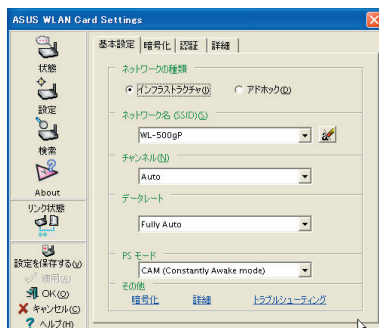 ASUS WLAN Card Settings
状態
設定
検索
About
リンク状態
設定を保存する(V)
適用(A)
OK(O)
キャンセル(C)
ヘルプ(H)
基本設定 暗号化 認証 詳細
ネットワークの種類
インフラストラクチャ(I) アドホック(D)
ネットワーク名 (SSID)(S)
WL-500gP
チャンネル(N)
Auto
データレート
Fully Auto
PS モード
CAM (Constantly Awake mode)
その他
暗号化 詳細 トラブルシューティング